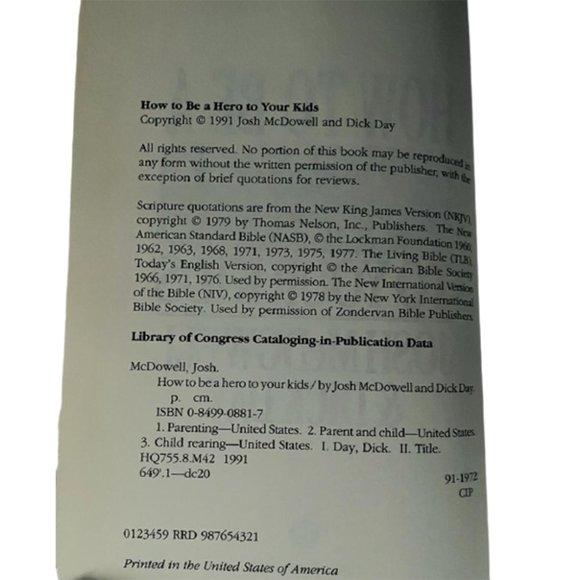 How to Be a Hero to Your Kids
Copyright © 1991 Josh McDowell and Dick Day
All rights reserved. No portion of this book may be reproduced in
any form without the written permission of the publisher, with the
exception of brief quotations for reviews.
Scripture quotations are from the New King James Version (NKJV)
copyright © 1979 by Thomas Nelson, Inc., Publishers. The New
American Standard Bible (NASB), © the Lockman Foundation 1960,
1962, 1963, 1968, 1971, 1973, 1975, 1977. The Living Bible (TLB),
Today's English Version, copyright © the American Bible Society
1966, 1971, 1976. Used by permission. The New International Version
of the Bible (NIV), copyright © 1978 by the New York International
Bible Society. Used by permission of Zondervan Bible Publishers.
Library of Congress Cataloging-in-Publication Data
McDowell, Josh.
How to be a hero to your kids / by Josh McDowell and Dick Day.
p. cm.
ISBN 0-8499-0881-7
1. Parenting—United States. 2. Parent and child—United States.
3. Child rearing—United States. I. Day, Dick. II. Title.
HQ755.8.M42 1991
649'.1—dc20
91-1972
CIP
0123459 RRD 987654321
Printed in the United States of America